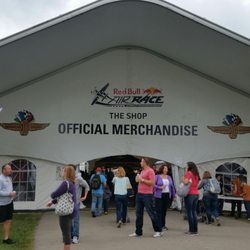 Red Bull
AIR RACE
THE SHOP
OFFICIAL MERCHANDISE